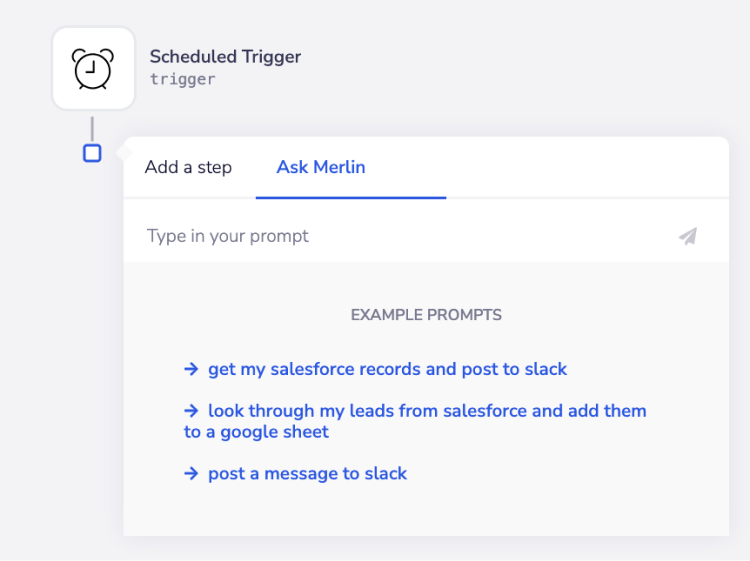 Scheduled Trigger
trigger
Add a step
Ask Merlin
Type in your prompt
EXAMPLE PROMPTS
→ get my salesforce records and post to slack
→ look through my leads from salesforce and add them
to a google sheet
→ post a message to slack